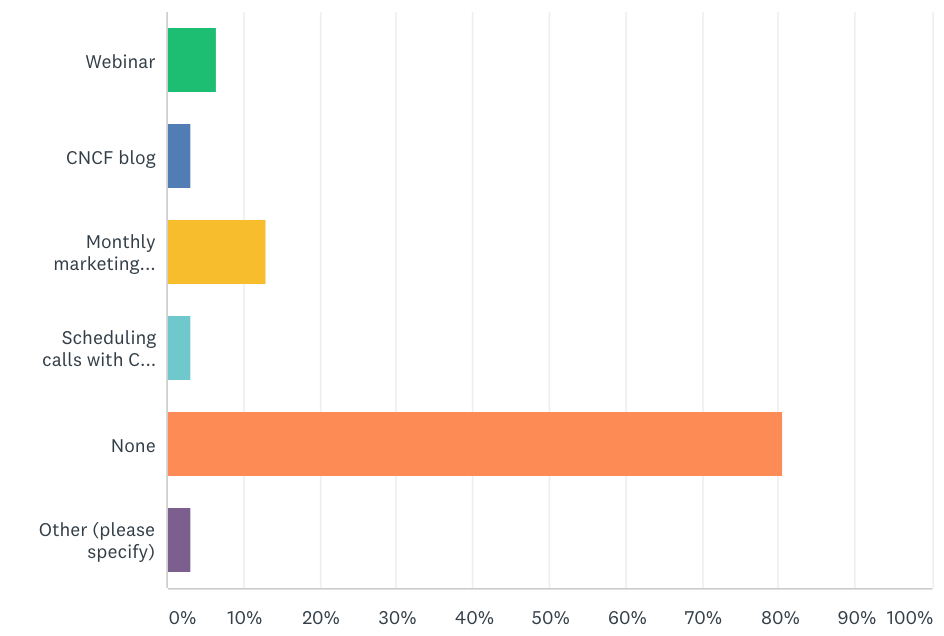 Webinar
CNCF blog
Monthly
marketing...
Scheduling
calls with C...
None
Other (please
specify)
0% 10% 20% 30% 40% 50% 60% 70% 80% 90% 100%